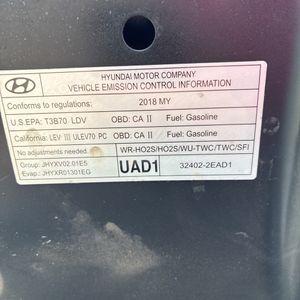 HYUNDAI MOTOR COMPANY
VEHICLE EMISSION CONTROL INFORMATION
Conforms to regulations: 2018 MY
U.S.EPA: T3B70 LDV OBD: CA II Fuel: Gasoline
California: LEV III ULEV70 PC OBD: CA II Fuel: Gasoline
No adjustments needed. WR-HO2S/HO2S/WU-TWC/TWC/SFI
Group: JHYXV02.01E5 UAD1 32402-2EAD1
Evap.: JHYXR01301EG